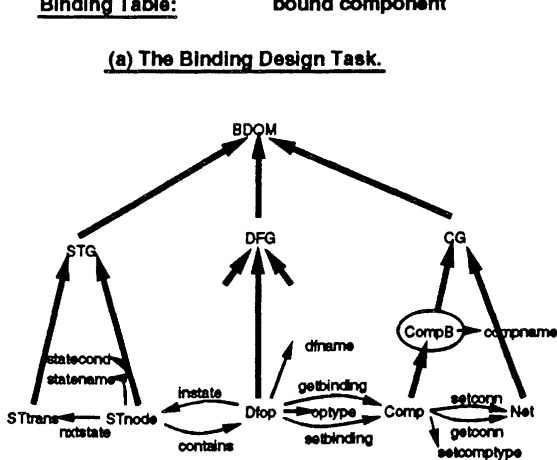 Binding Table: bound component
(a) The Binding Design Task.
BDOM
STG
DFG
CG
CompB
compname
statecond
statename
dfname
instate
getbinding
setconn
STtrans
STnode
Dfop
optype
Comp
Net
nxtstate
contains
setbinding
getconn
setcomptype